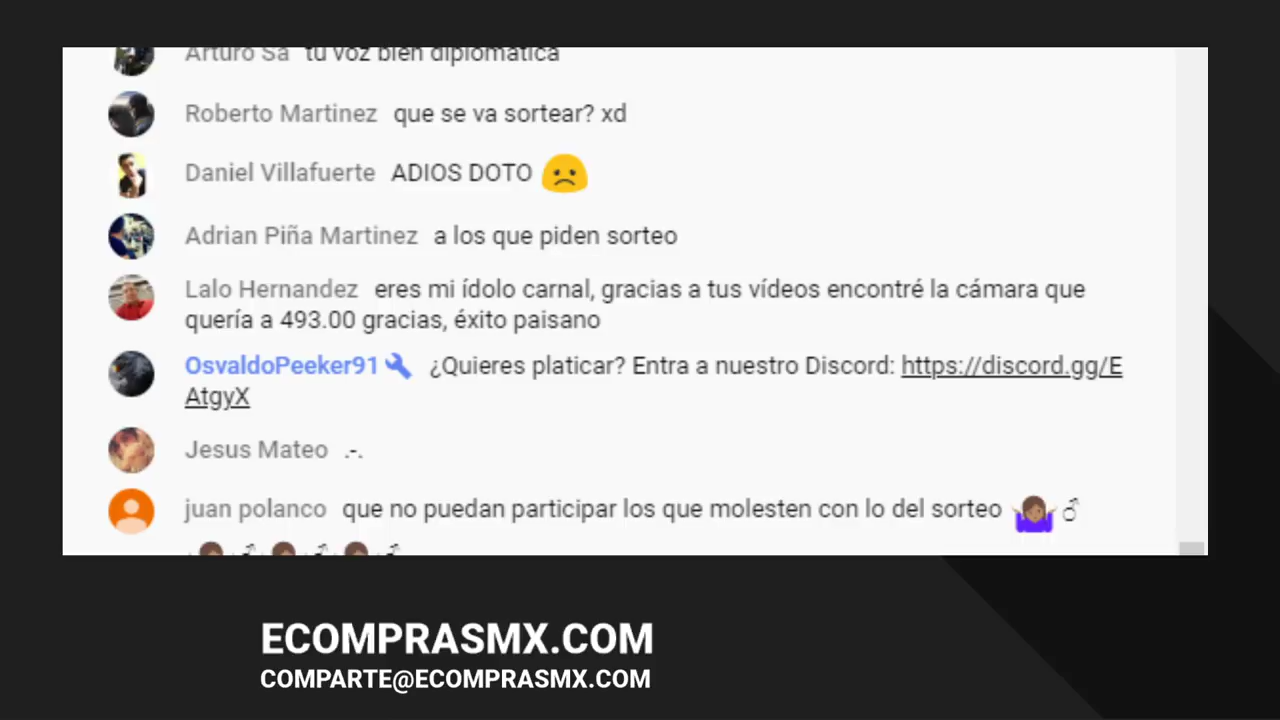 Arturo Sa tu voz bien diplomatica
Roberto Martinez que se va sortear? xd
Daniel Villafuerte ADIOS DOTO ☹️
Adrian Piña Martinez a los que piden sorteo
Lalo Hernandez eres mi ídolo carnal, gracias a tus vídeos encontré la cámara que
quería a 493.00 gracias, éxito paisano
OsvaldoPeeker91 ¿Quieres platicar? Entra a nuestro Discord: https://discord.gg/E
AtgyX
Jesus Mateo .-.
juan polanco que no puedan participar los que molesten con lo del sorteo 🤷🏽♂
ECOMPRASMX.COM
COMPARTE@ECOMPRASMX.COM